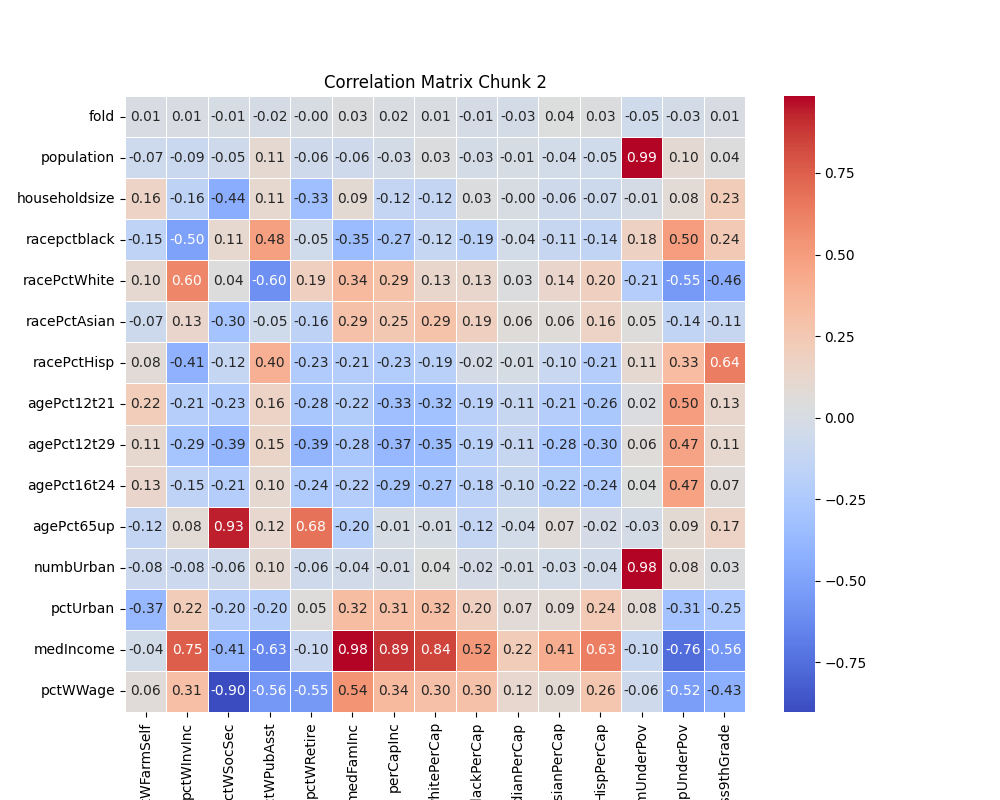 Correlation Matrix Chunk 2
fold 0.01 0.01 -0.01 -0.02 -0.00 0.03 0.02 0.01 -0.01 -0.03 0.04 0.03 -0.05 -0.03 0.01
population -0.07 -0.09 -0.05 0.11 -0.06 -0.06 -0.03 0.03 -0.03 -0.01 -0.04 -0.05 0.99 0.10 0.04
householdsize 0.16 -0.16 -0.44 0.11 -0.33 0.09 -0.12 -0.12 0.03 -0.00 -0.06 -0.07 -0.01 0.08 0.23
racepctblack -0.15 -0.50 0.11 0.48 -0.05 -0.35 -0.27 -0.12 -0.19 -0.04 -0.11 -0.14 0.18 0.50 0.24
racePctWhite 0.10 0.60 0.04 -0.60 0.19 0.34 0.29 0.13 0.13 0.03 0.14 0.20 -0.21 -0.55 -0.46
racePctAsian -0.07 0.13 -0.30 -0.05 -0.16 0.29 0.25 0.29 0.19 0.06 0.06 0.16 0.05 -0.14 -0.11
racePctHisp 0.08 -0.41 -0.12 0.40 -0.23 -0.21 -0.23 -0.19 -0.02 -0.01 -0.10 -0.21 0.11 0.33 0.64
agePct12t21 0.22 -0.21 -0.23 0.16 -0.28 -0.22 -0.33 -0.32 -0.19 -0.11 -0.21 -0.26 0.02 0.50 0.13
agePct12t29 0.11 -0.29 -0.39 0.15 -0.39 -0.28 -0.37 -0.35 -0.19 -0.11 -0.28 -0.30 0.06 0.47 0.11
agePct16t24 0.13 -0.15 -0.21 0.10 -0.24 -0.22 -0.29 -0.27 -0.18 -0.10 -0.22 -0.24 0.04 0.47 0.07
agePct65up -0.12 0.08 0.93 0.12 0.68 -0.20 -0.01 -0.01 -0.12 -0.04 0.07 -0.02 -0.03 0.09 0.17
numbUrban -0.08 -0.08 -0.06 0.10 -0.06 -0.04 -0.01 0.04 -0.02 -0.01 -0.03 -0.04 0.98 0.08 0.03
pctUrban -0.37 0.22 -0.20 -0.20 0.05 0.32 0.31 0.32 0.20 0.07 0.09 0.24 0.08 -0.31 -0.25
medIncome -0.04 0.75 -0.41 -0.63 -0.10 0.98 0.89 0.84 0.52 0.22 0.41 0.63 -0.10 -0.76 -0.56
pctWWage 0.06 0.31 -0.90 -0.56 -0.55 0.54 0.34 0.30 0.30 0.12 0.09 0.26 -0.06 -0.52 -0.43
tWFarmSelf
pctWInvInc
ctWSocSec
ctWPubAsst
pctWRetire
medFamInc
perCapInc
hitePerCap
lackPerCap
dianPerCap
sianPerCap
HispPerCap
mUnderPov
pUnderPov
ss9thGrade
0.75
0.50
0.25
0.00
−0.25
−0.50
−0.75